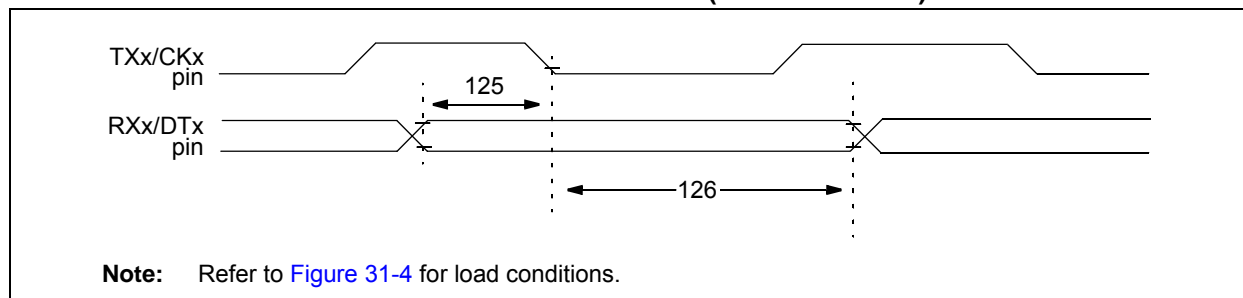 TXx/CKx
pin
125
RXx/DTx
pin
126
Note: Refer to Figure 31-4 for load conditions.